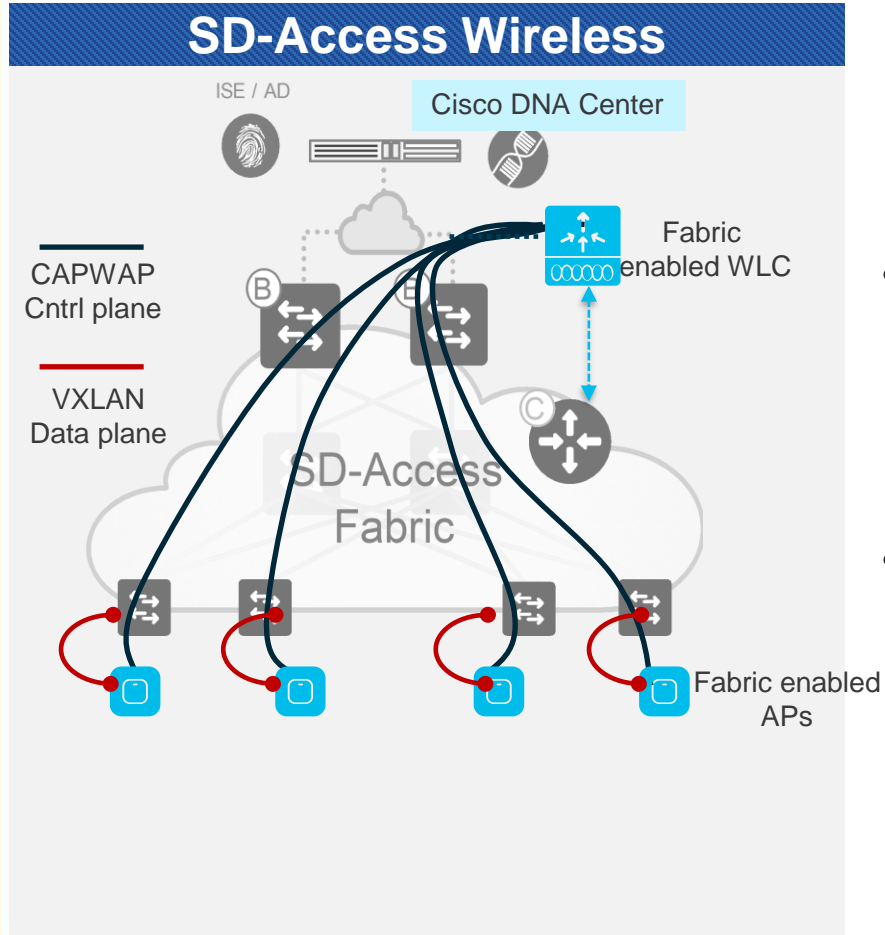 SD-Access Wireless
ISE / AD
Cisco DNA Center
Fabric
enabled WLC
CAPWAP
Cntrl plane
B
B
VXLAN
Data plane
C
SD-Access
Fabric
Fabric enabled
APs